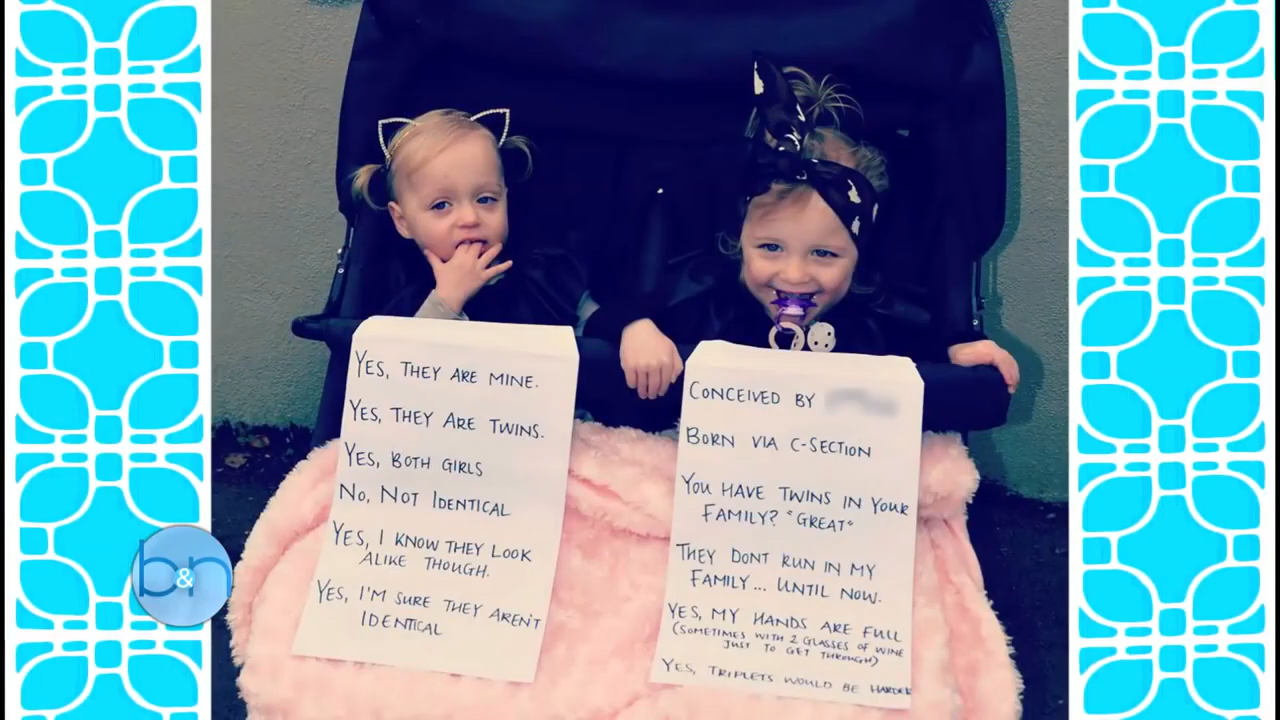 YES, THEY ARE MINE.
YES, THEY ARE TWINS.
YES, BOTH GIRLS
NO, NOT IDENTICAL
YES, I KNOW THEY LOOK
ALIKE THOUGH.
YES, I'M SURE THEY AREN'T
IDENTICAL
CONCEIVED BY
BORN VIA C-SECTION
YOU HAVE TWINS IN YOUR
FAMILY? "GREAT"
THEY DONT RUN IN MY
FAMILY... UNTIL NOW.
YES, MY HANDS ARE FULL
(SOMETIMES WITH 2 GLASSES OF WINE
JUST TO GET THROUGH)
YES, TRIPLETS WOULD BE HARDER
b&n